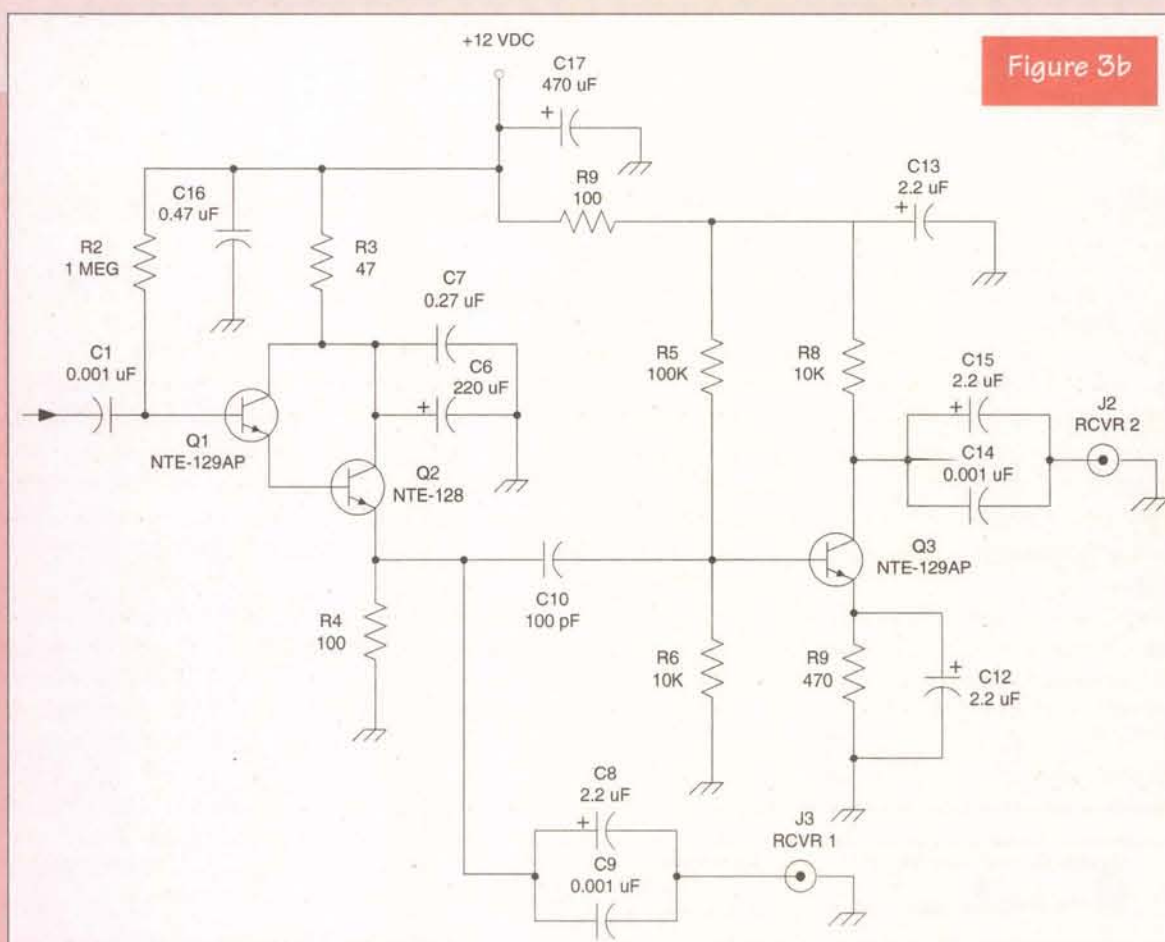 Figure 3b
+12 VDC
C17
470 uF
C16
0.47 uF
R9
100
C13
2.2 uF
R2
1 MEG
R3
47
C7
0.27 uF
C1
0.001 uF
C6
220 uF
R5
100K
R8
10K
C15
2.2 uF
J2
RCVR 2
Q1
NTE-129AP
Q2
NTE-128
C14
0.001 uF
Q3
NTE-129AP
C10
100 pF
R4
100
R6
10K
R9
470
C12
2.2 uF
C8
2.2 uF
J3
RCVR 1
C9
0.001 uF
+
+
+
+
+
+